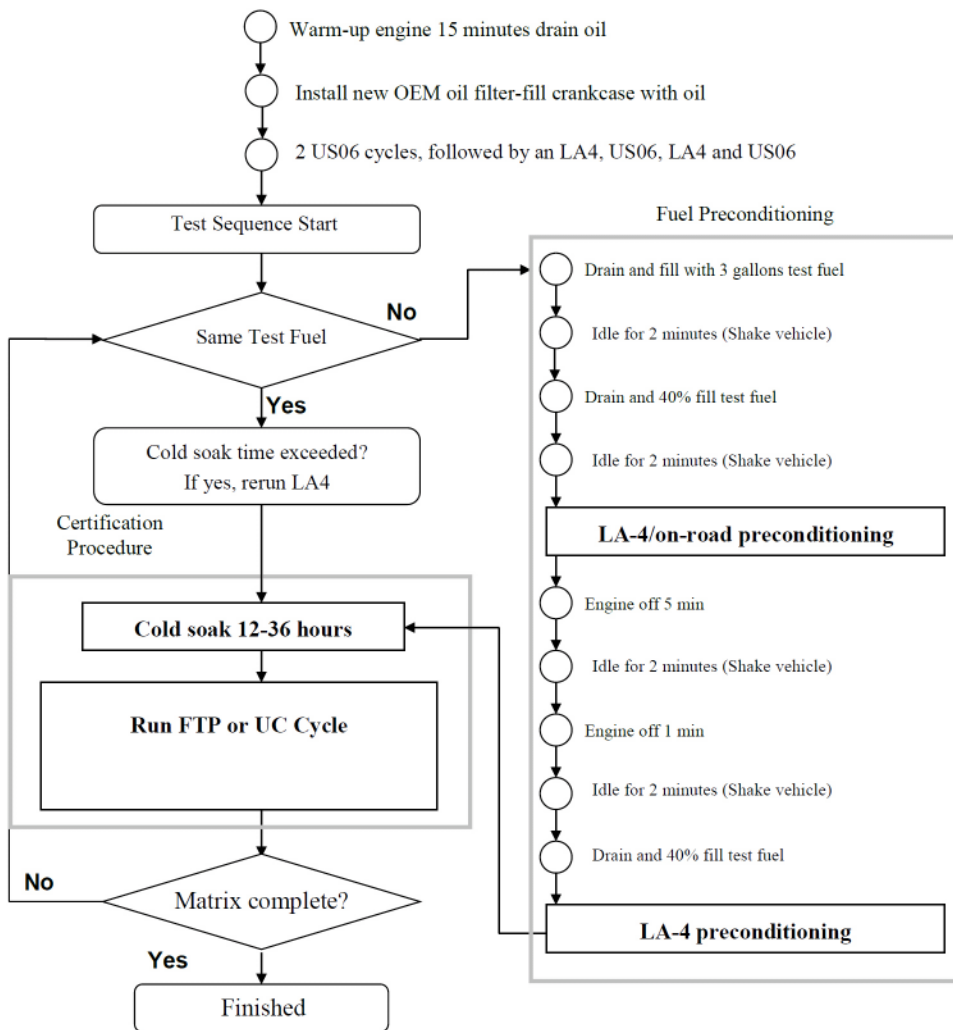 Warm-up engine 15 minutes drain oil
Install new OEM oil filter-fill crankcase with oil
2 US06 cycles, followed by an LA4, US06, LA4 and US06
Test Sequence Start
Same Test Fuel
No
Yes
Cold soak time exceeded?
If yes, rerun LA4
Certification
Procedure
Cold soak 12-36 hours
Run FTP or UC Cycle
Matrix complete?
No
Yes
Finished
Fuel Preconditioning
Drain and fill with 3 gallons test fuel
Idle for 2 minutes (Shake vehicle)
Drain and 40% fill test fuel
Idle for 2 minutes (Shake vehicle)
LA-4/on-road preconditioning
Engine off 5 min
Idle for 2 minutes (Shake vehicle)
Engine off 1 min
Idle for 2 minutes (Shake vehicle)
Drain and 40% fill test fuel
LA-4 preconditioning